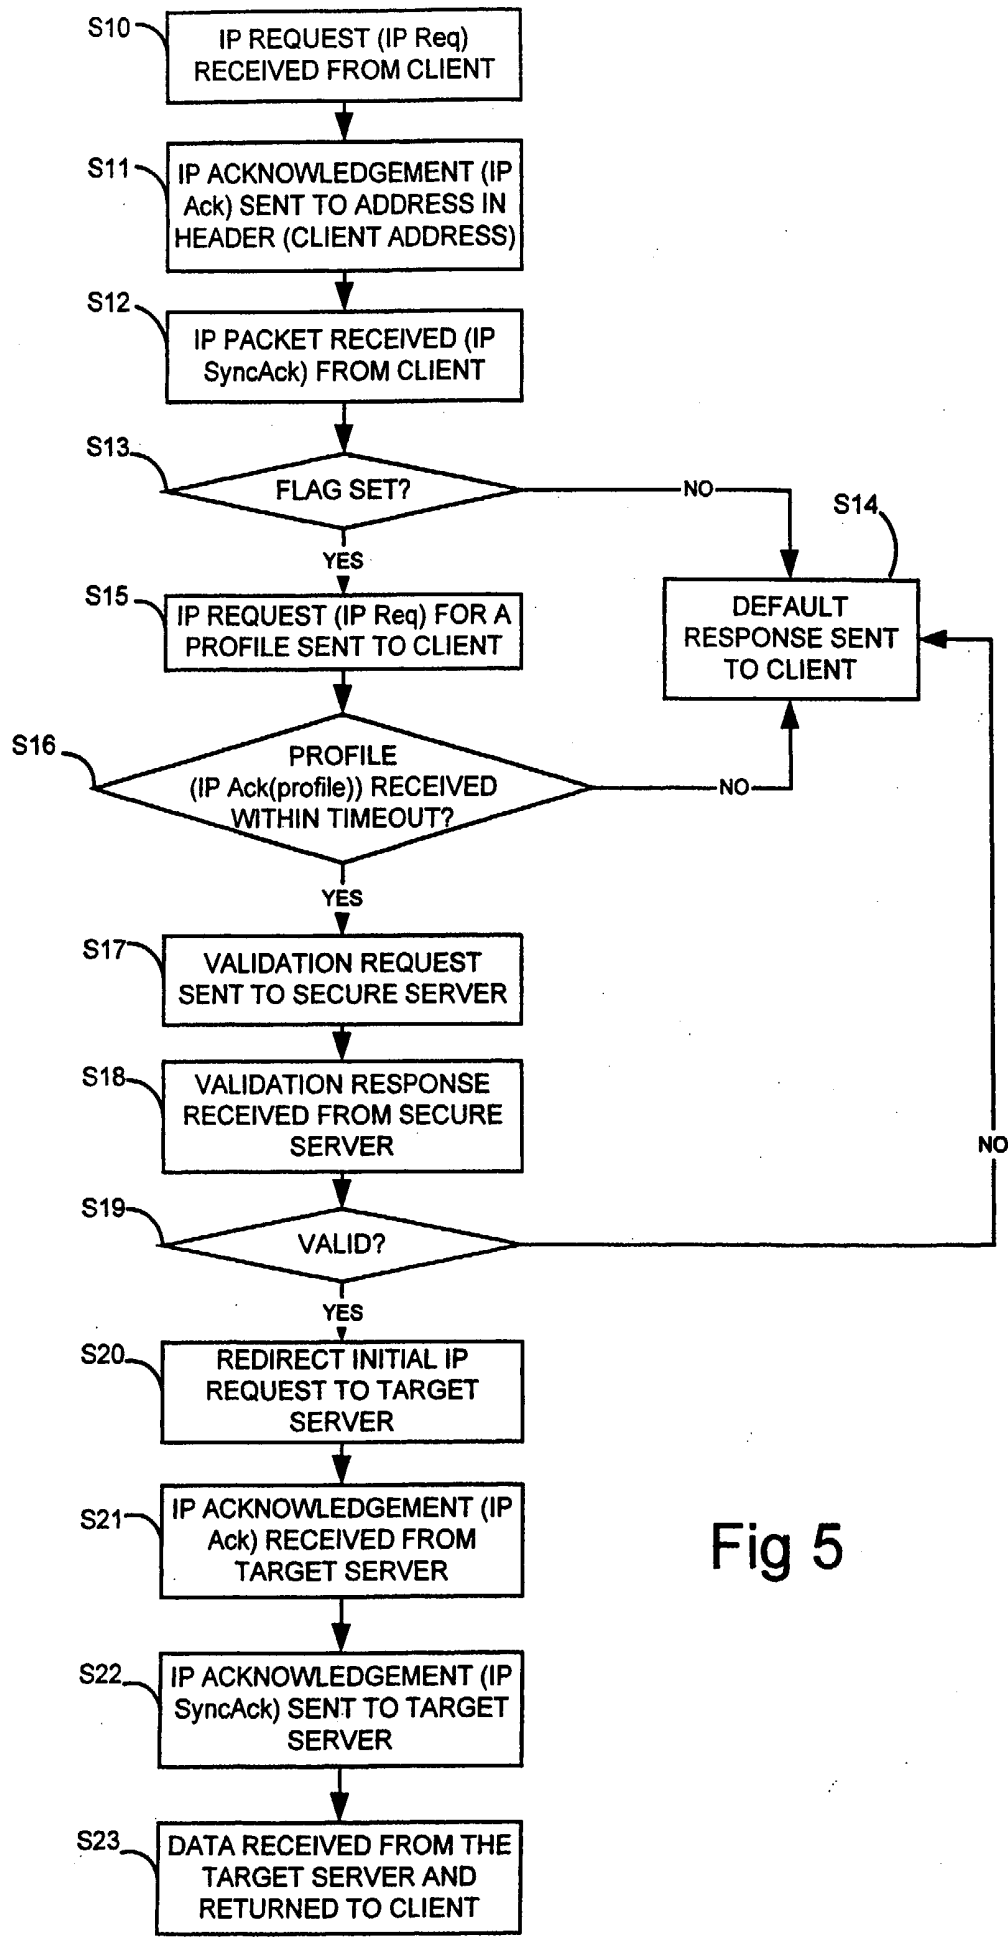 S10
IP REQUEST (IP Req)
RECEIVED FROM CLIENT
S11
IP ACKNOWLEDGEMENT (IP
Ack) SENT TO ADDRESS IN
HEADER (CLIENT ADDRESS)
S12
IP PACKET RECEIVED (IP
SyncAck) FROM CLIENT
S13
FLAG SET?
NO
YES
S14
DEFAULT
RESPONSE SENT
TO CLIENT
S15
IP REQUEST (IP Req) FOR A
PROFILE SENT TO CLIENT
S16
PROFILE
(IP Ack(profile)) RECEIVED
WITHIN TIMEOUT?
NO
YES
S17
VALIDATION REQUEST
SENT TO SECURE SERVER
S18
VALIDATION RESPONSE
RECEIVED FROM SECURE
SERVER
NO
S19
VALID?
YES
S20
REDIRECT INITIAL IP
REQUEST TO TARGET
SERVER
S21
IP ACKNOWLEDGEMENT (IP
Ack) RECEIVED FROM
TARGET SERVER
Fig 5
S22
IP ACKNOWLEDGEMENT (IP
SyncAck) SENT TO TARGET
SERVER
S23
DATA RECEIVED FROM THE
TARGET SERVER AND
RETURNED TO CLIENT